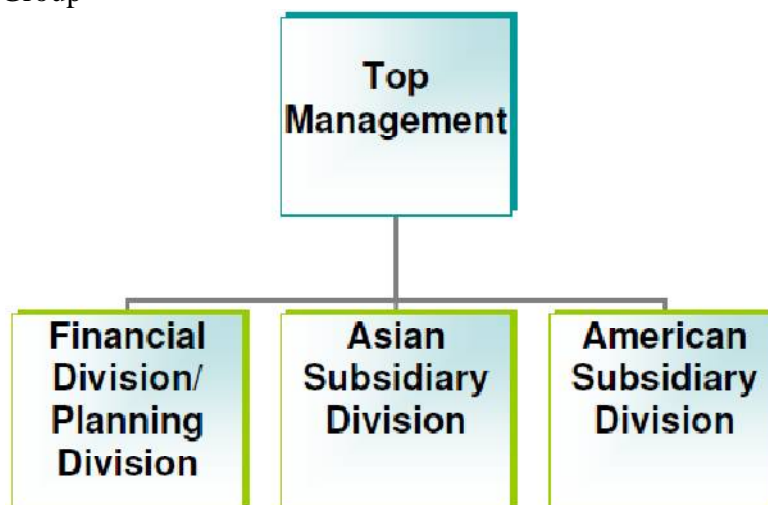 Group
Top
Management
Financial
Division/
Planning
Division
Asian
Subsidiary
Division
American
Subsidiary
Division